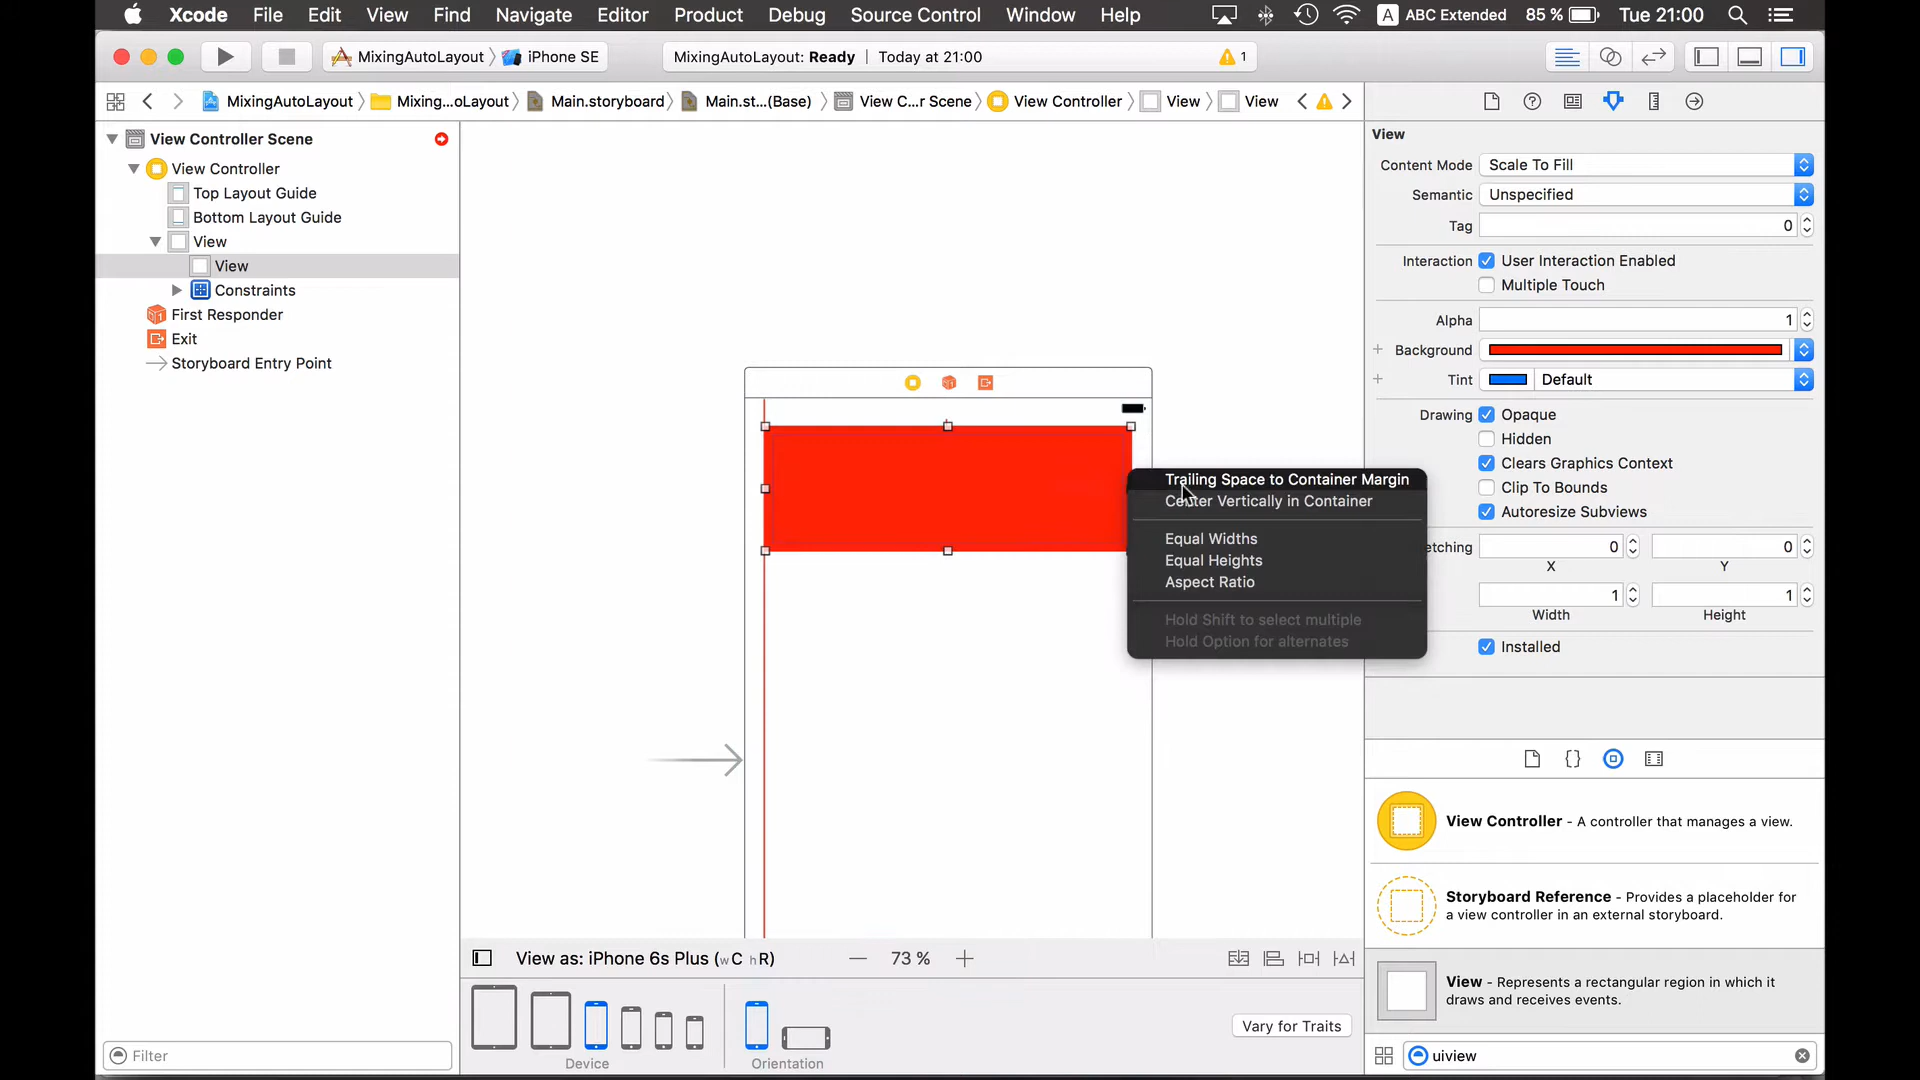 Xcode File Edit View Find Navigate Editor Product Debug Source Control Window Help A ABC Extended 85 % Tue 21:00
MixingAutoLayout iPhone SE MixingAutoLayout: Ready Today at 21:00 1
MixingAutoLayout Mixing...oLayout Main.storyboard Main.st...(Base) View C...r Scene View Controller View View
View Controller Scene
View Controller
Top Layout Guide
Bottom Layout Guide
View
View
Constraints
First Responder
Exit
Storyboard Entry Point
Filter
Trailing Space to Container Margin
Center Vertically in Container
Equal Widths
Equal Heights
Aspect Ratio
Hold Shift to select multiple
Hold Option for alternates
View as: iPhone 6s Plus (wC hR) 73 %
Device
Orientation
Vary for Traits
View
Content Mode Scale To Fill
Semantic Unspecified
Tag 0
Interaction User Interaction Enabled
Multiple Touch
Alpha 1
Background
Tint Default
Drawing Opaque
Hidden
Clears Graphics Context
Clip To Bounds
Autoresize Subviews
etching 0 0
X Y
1 1
Width Height
Installed
View Controller - A controller that manages a view.
Storyboard Reference - Provides a placeholder for
a view controller in an external storyboard.
View - Represents a rectangular region in which it
draws and receives events.
uiview